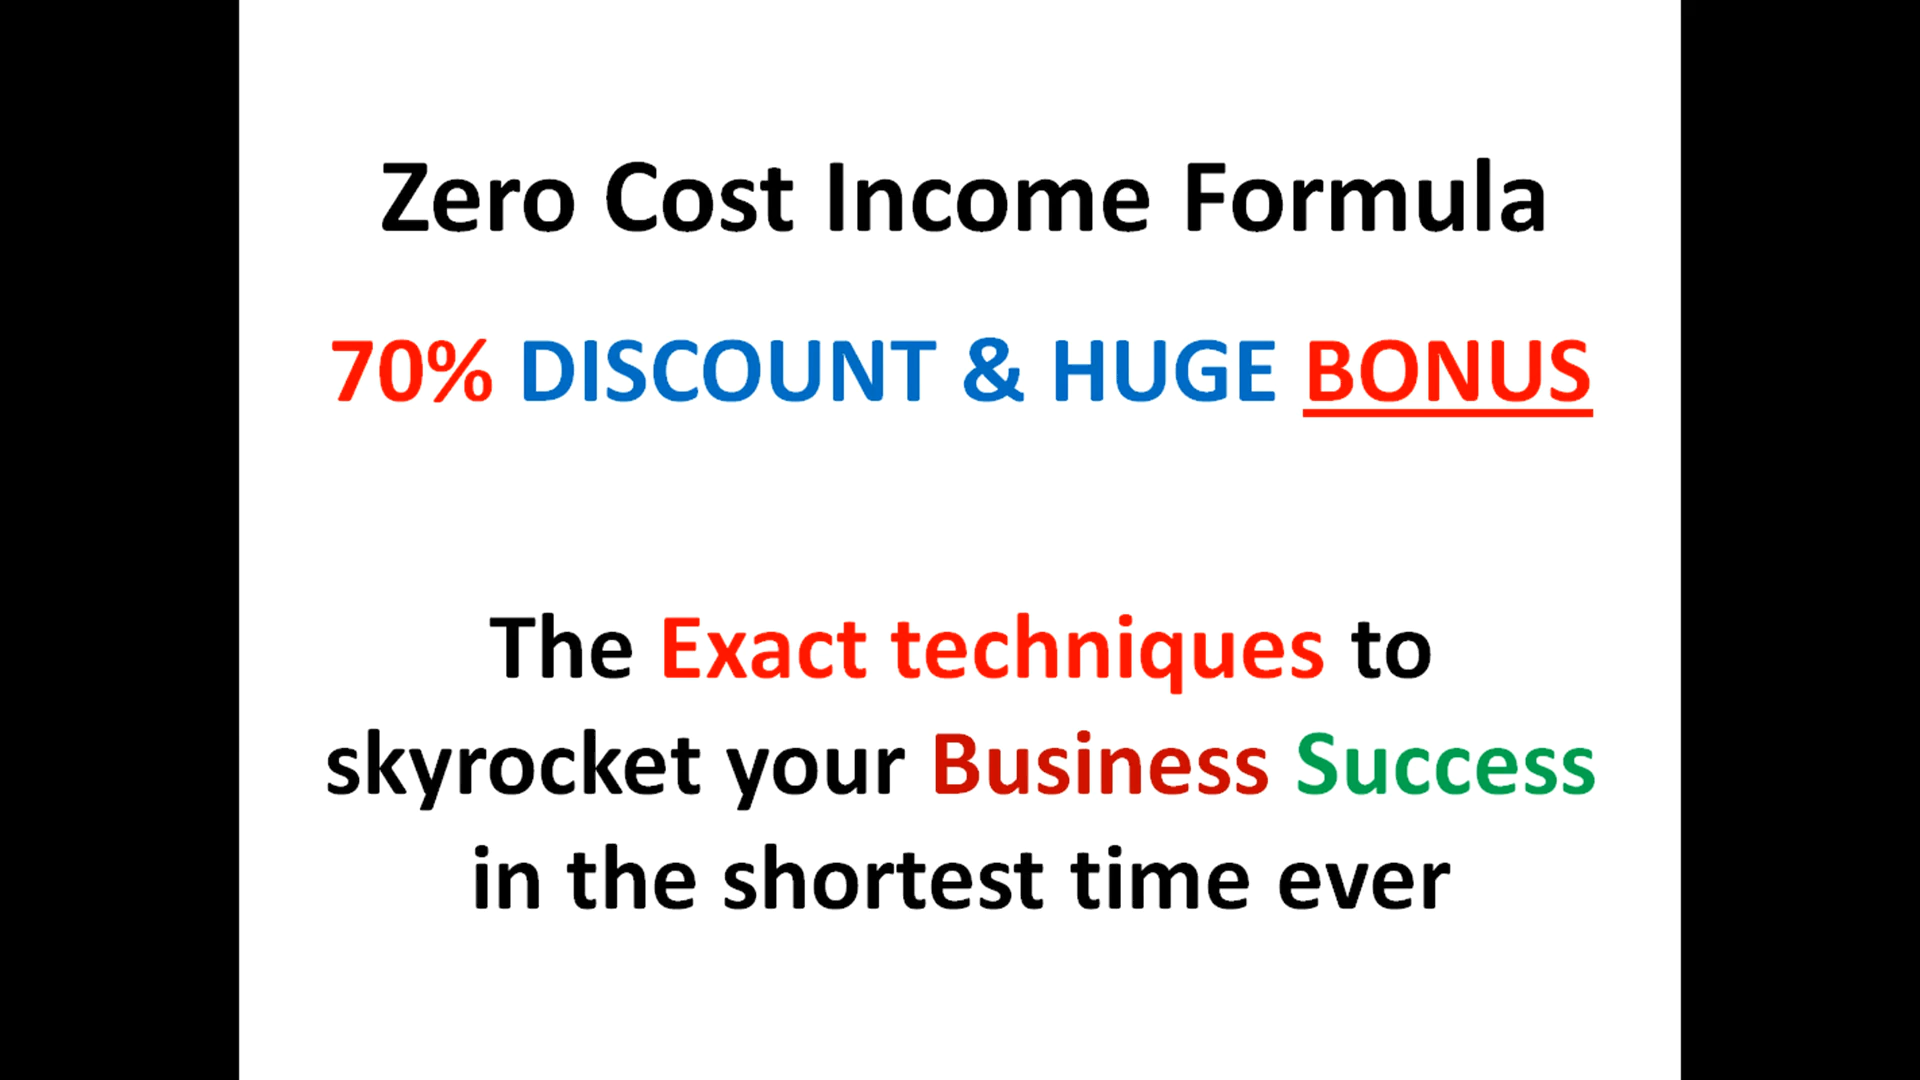 Zero Cost Income Formula
70% DISCOUNT & HUGE BONUS
The Exact techniques to
skyrocket your Business Success
in the shortest time ever